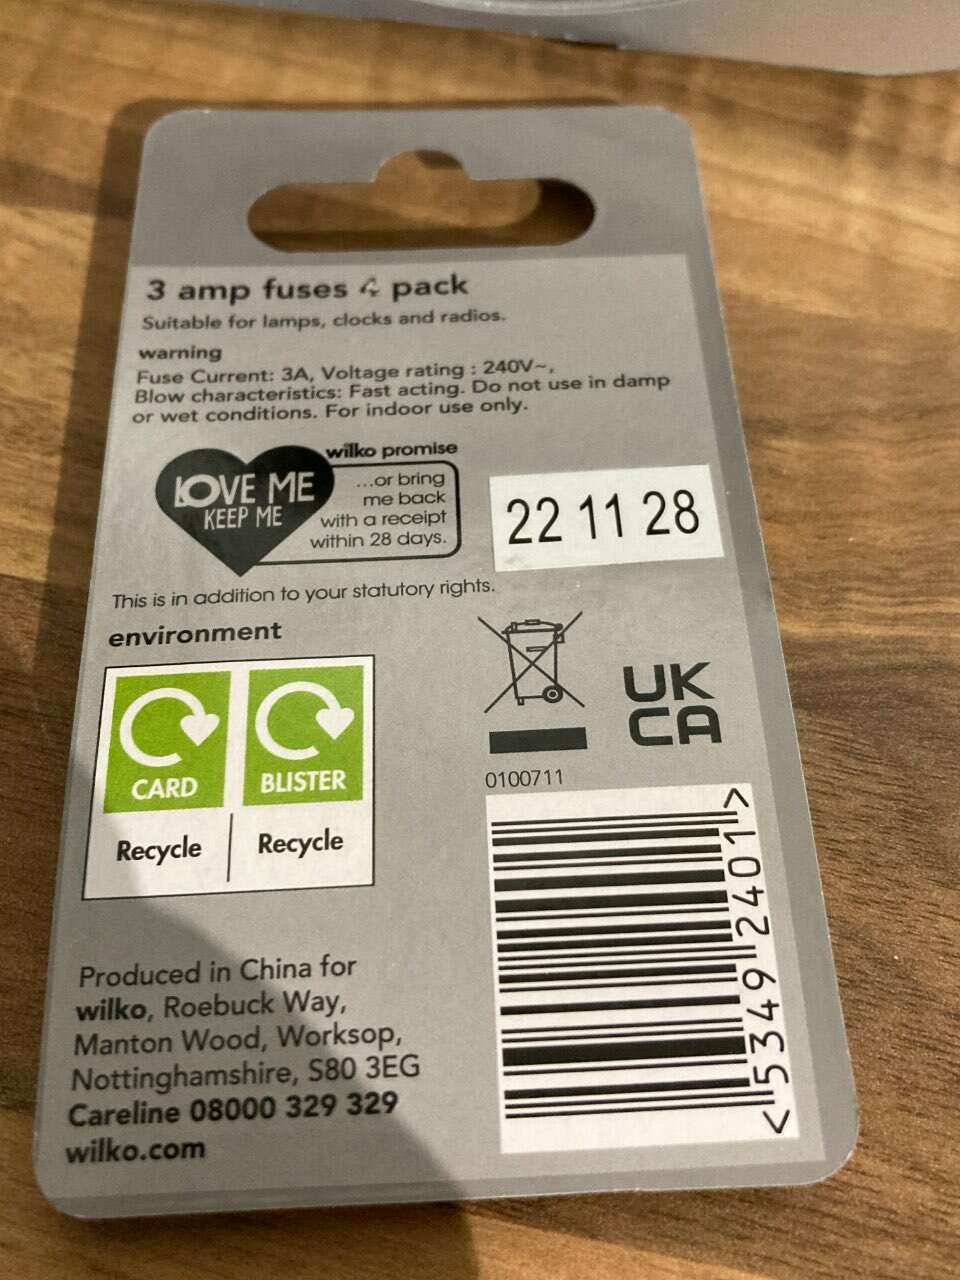 3 amp fuses 4 pack
Suitable for lamps, clocks and radios.
warning
Fuse Current: 3A, Voltage rating : 240V~,
Blow characteristics: Fast acting. Do not use in damp
or wet conditions. For indoor use only.
LOVE ME
KEEP ME
wilko promise
...or bring
me back
with a receipt
within 28 days.
22 11 28
This is in addition to your statutory rights.
environment
CARD
BLISTER
Recycle
Recycle
UK
CA
0100711
<53492401>
Produced in China for
wilko, Roebuck Way,
Manton Wood, Worksop,
Nottinghamshire, S80 3EG
Careline 08000 329 329
wilko.com